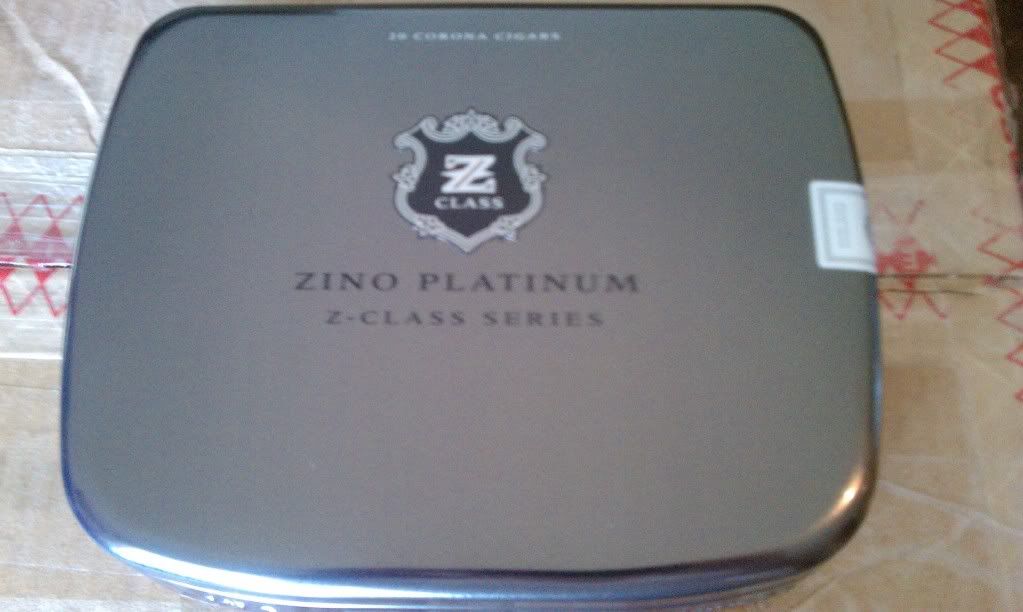 20 CORONA CIGARS
Z
CLASS
ZINO PLATINUM
Z-CLASS SERIES